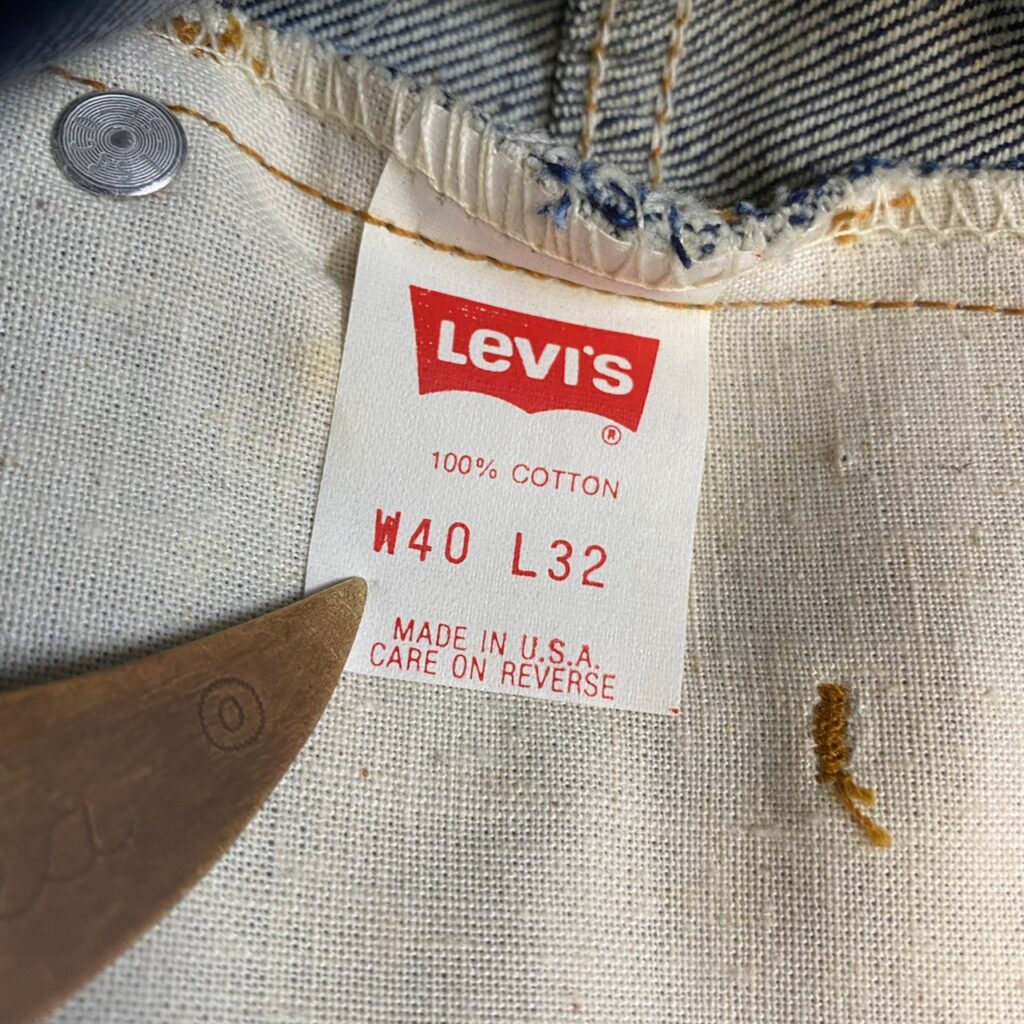 LEVI'S
®
100% COTTON
W40 L32
MADE IN U.S.A.
CARE ON REVERSE